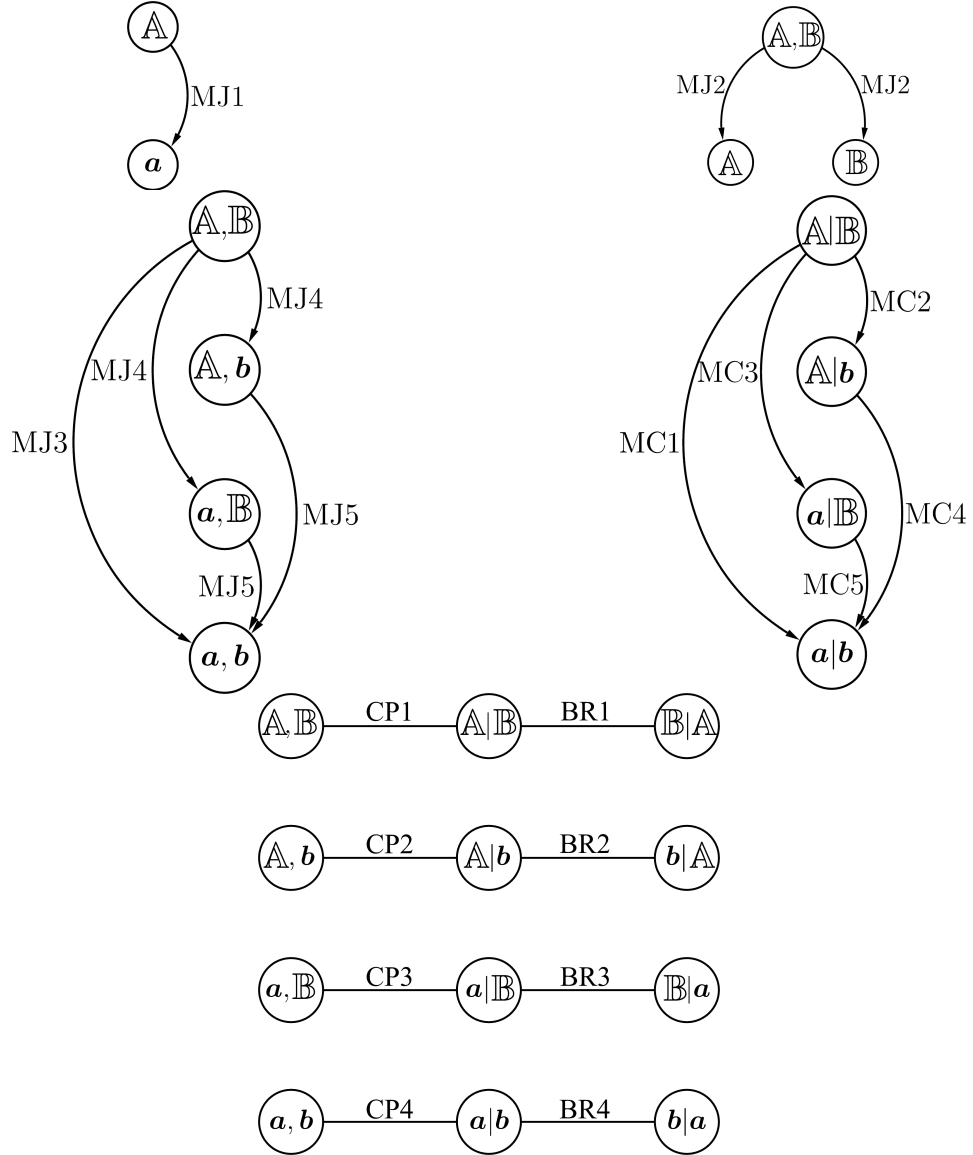 𝔸
MJ1
𝒂
𝔸,𝔹
MJ2
MJ2
𝔸
𝔹
𝔸,𝔹
MJ4
MJ4
𝔸, 𝒃
MJ3
𝒂,𝔹
MJ5
MJ5
𝒂, 𝒃
𝔸|𝔹
MC2
MC3
𝔸|𝒃
MC1
𝒂|𝔹
MC4
MC5
𝒂|𝒃
𝔸,𝔹 CP1 𝔸|𝔹 BR1 𝔹|𝔸
𝔸, 𝒃 CP2 𝔸|𝒃 BR2 𝒃|𝔸
𝒂,𝔹 CP3 𝒂|𝔹 BR3 𝔹|𝒂
𝒂, 𝒃 CP4 𝒂|𝒃 BR4 𝒃|𝒂